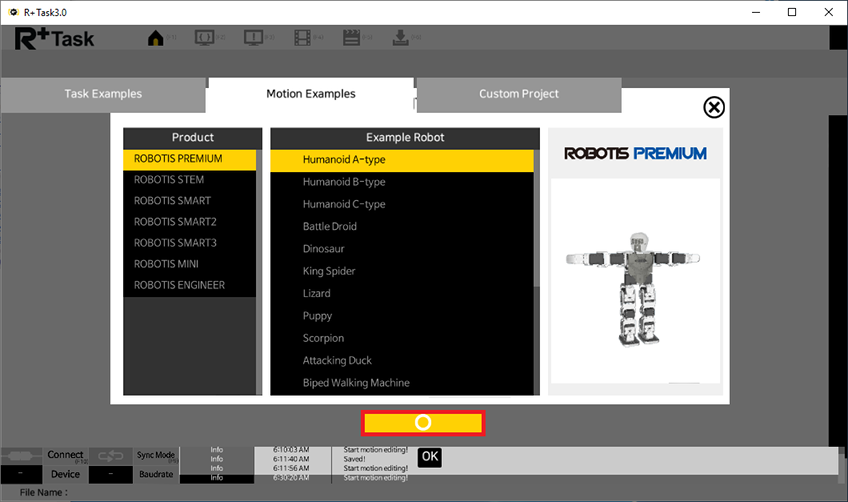 R+Task3.0
R+Task
Task Examples
Motion Examples
Custom Project
Product
Example Robot
ROBOTIS PREMIUM
ROBOTIS STEM
ROBOTIS SMART
ROBOTIS SMART2
ROBOTIS SMART3
ROBOTIS MINI
ROBOTIS ENGINEER
Humanoid A-type
Humanoid B-type
Humanoid C-type
Battle Droid
Dinosaur
King Spider
Lizard
Puppy
Scorpion
Attacking Duck
Biped Walking Machine
ROBOTIS PREMIUM
Connect
Sync Mode
Device
-
-
Baudrate
Info 6:10:03 AM Start motion editing!
Info 6:11:40 AM Saved!
Info 6:11:56 AM Start motion editing!
Info 6:30:20 AM Start motion editing!
OK
File Name :